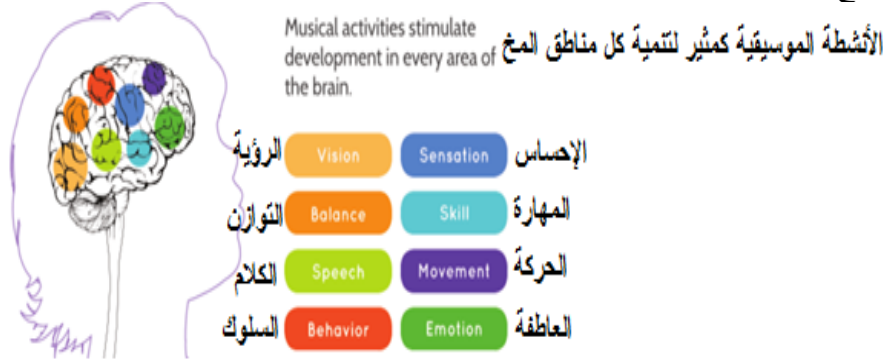 Musical activities stimulate
development in every area of
the brain.
الأنشطة الموسيقية كمثير لتنمية كل مناطق المخ
الرؤية Vision Sensation الإحساس
التوازن Balance Skill المهارة
الكلام Speech Movement الحركة
السلوك Behavior Emotion العاطفة